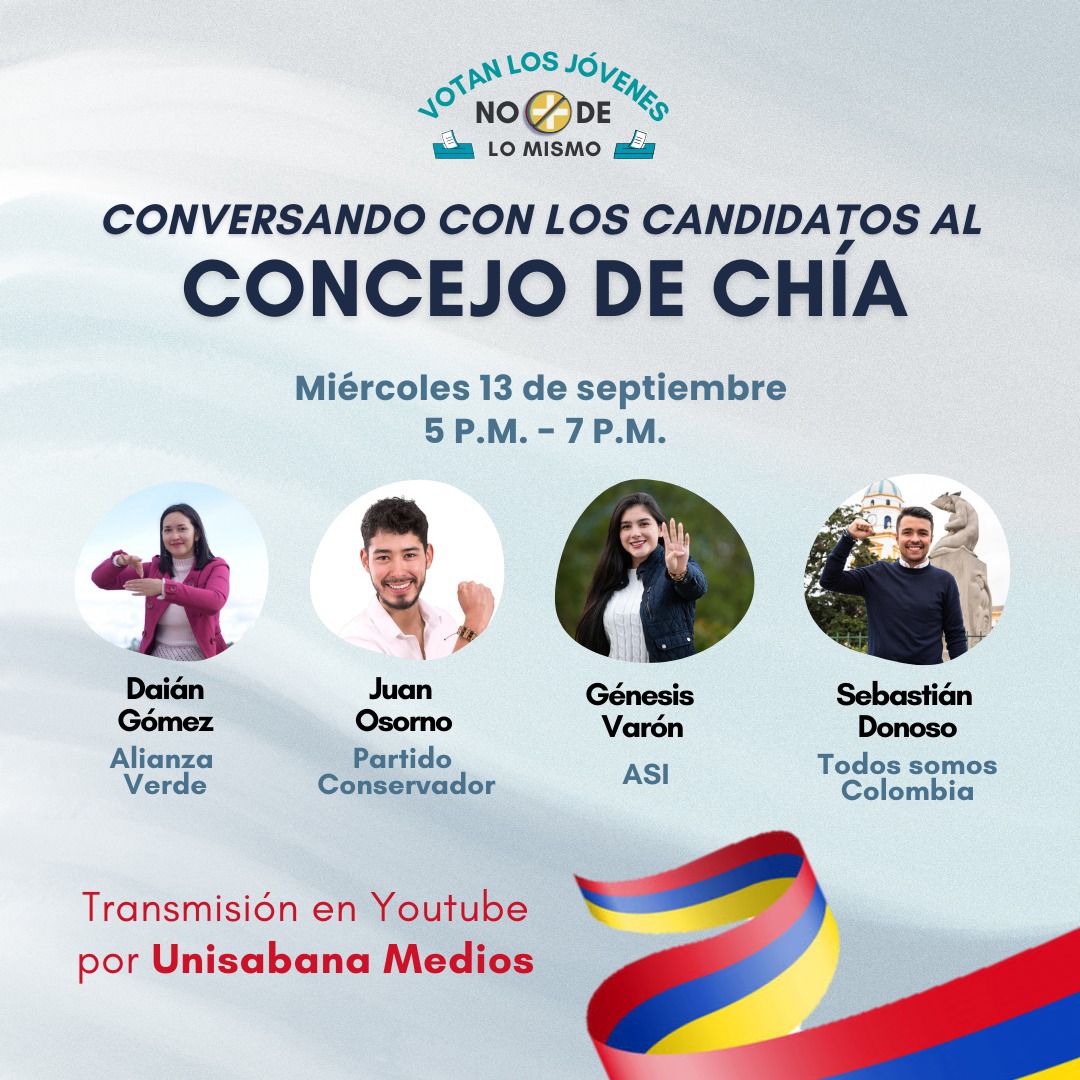 VOTAN LOS JÓVENES
NO + DE
LO MISMO
CONVERSANDO CON LOS CANDIDATOS AL
CONCEJO DE CHÍA
Miércoles 13 de septiembre
5 P.M. - 7 P.M.
Daián
Gómez
Alianza
Verde
Juan
Osorno
Partido
Conservador
Génesis
Varón
ASI
Sebastián
Donoso
Todos somos
Colombia
Transmisión en Youtube
por Unisabana Medios